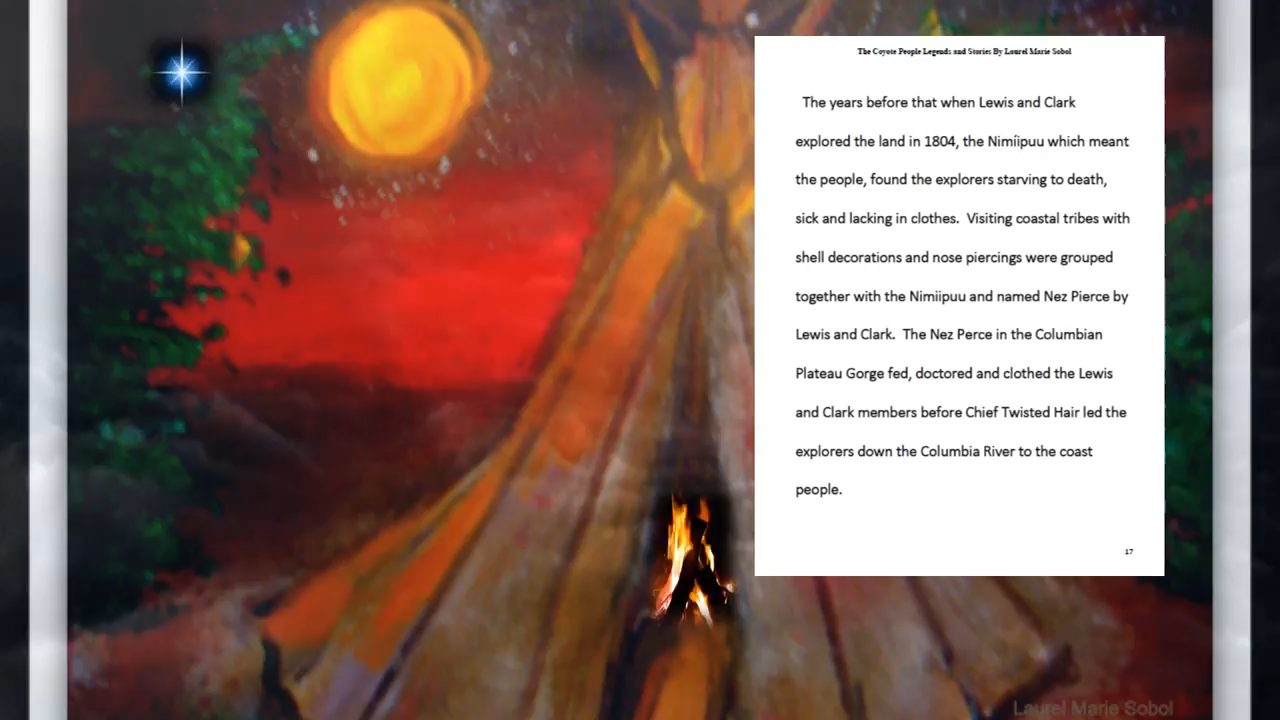 The Coyote People Legends and Stories By Laurel Marie Sobol
The years before that when Lewis and Clark
explored the land in 1804, the Nimíipuu which meant
the people, found the explorers starving to death,
sick and lacking in clothes.  Visiting coastal tribes with
shell decorations and nose piercings were grouped
together with the Nimiipuu and named Nez Pierce by
Lewis and Clark.  The Nez Perce in the Columbian
Plateau Gorge fed, doctored and clothed the Lewis
and Clark members before Chief Twisted Hair led the
explorers down the Columbia River to the coast
people.
17
Laurel Marie Sobol